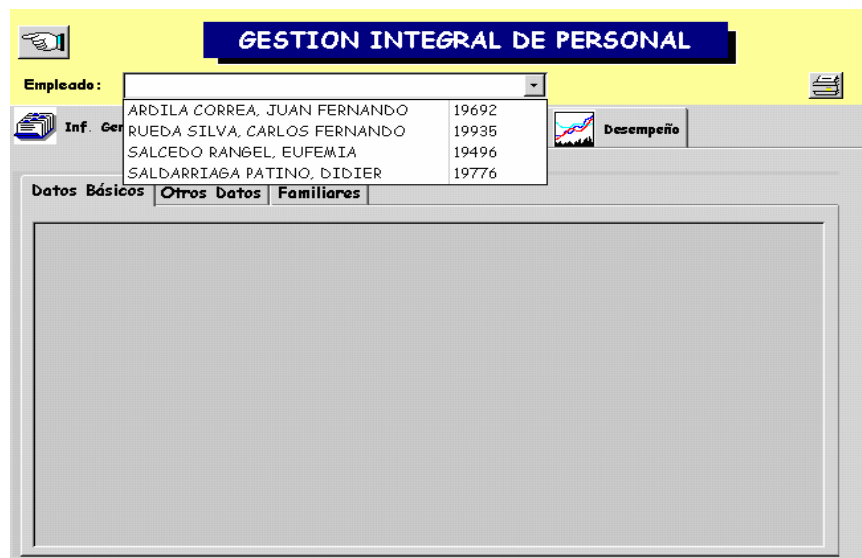 GESTION INTEGRAL DE PERSONAL
Empleado:
ARDILA CORREA, JUAN FERNANDO 19692
RUEDA SILVA, CARLOS FERNANDO 19935
SALCEDO RANGEL, EUFEMIA 19496
SALDARRIAGA PATINO, DIDIER 19776
Inf. Ger
Desempeño
Datos Básicos Otros Datos Familiares